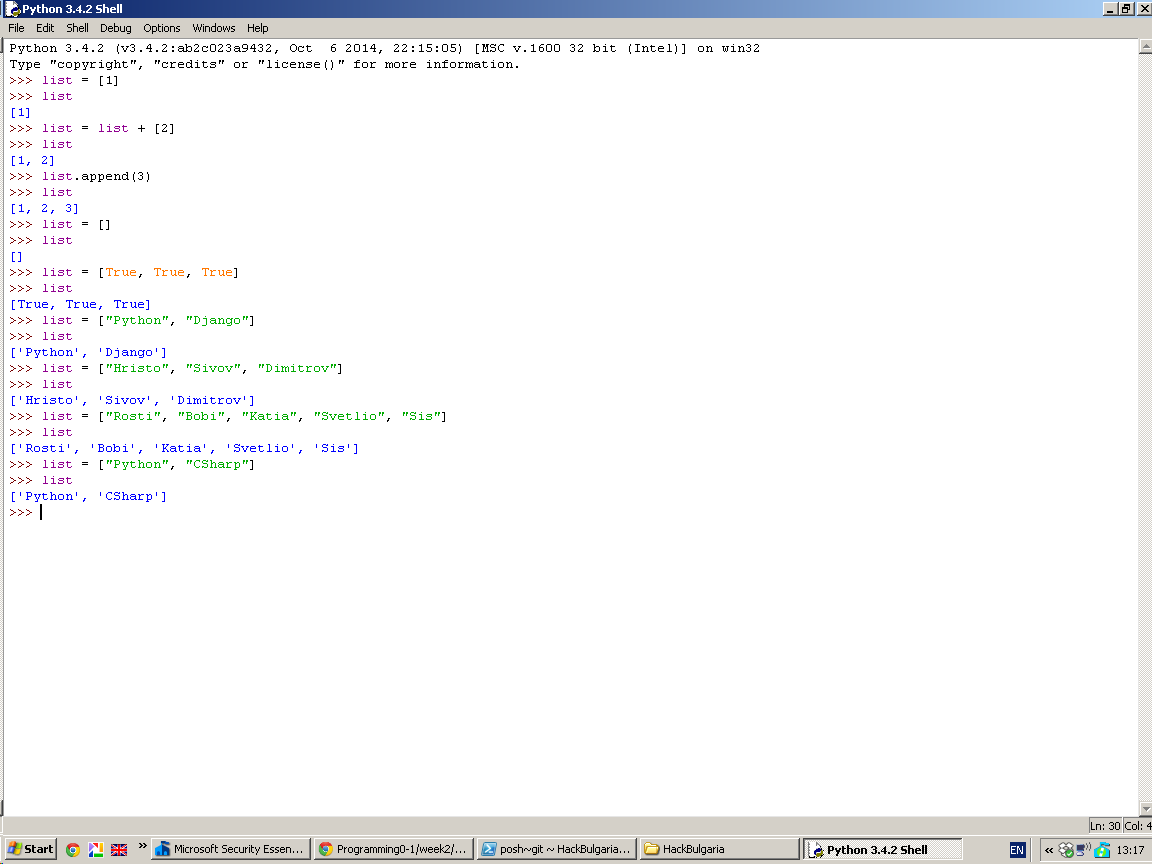 Python 3.4.2 Shell
File Edit Shell Debug Options Windows Help
Python 3.4.2 (v3.4.2:ab2c023a9432, Oct  6 2014, 22:15:05) [MSC v.1600 32 bit (Intel)] on win32
Type "copyright", "credits" or "license()" for more information.
>>> list = [1]
>>> list
[1]
>>> list = list + [2]
>>> list
[1, 2]
>>> list.append(3)
>>> list
[1, 2, 3]
>>> list = []
>>> list
[]
>>> list = [True, True, True]
>>> list
[True, True, True]
>>> list = ["Python", "Django"]
>>> list
['Python', 'Django']
>>> list = ["Hristo", "Sivov", "Dimitrov"]
>>> list
['Hristo', 'Sivov', 'Dimitrov']
>>> list = ["Rosti", "Bobi", "Katia", "Svetlio", "Sis"]
>>> list
['Rosti', 'Bobi', 'Katia', 'Svetlio', 'Sis']
>>> list = ["Python", "CSharp"]
>>> list
['Python', 'CSharp']
>>>
Ln: 30 Col: 4
Start » Microsoft Security Essen... Programming0-1/week2/... posh~git ~ HackBulgaria... HackBulgaria Python 3.4.2 Shell EN « 13:17